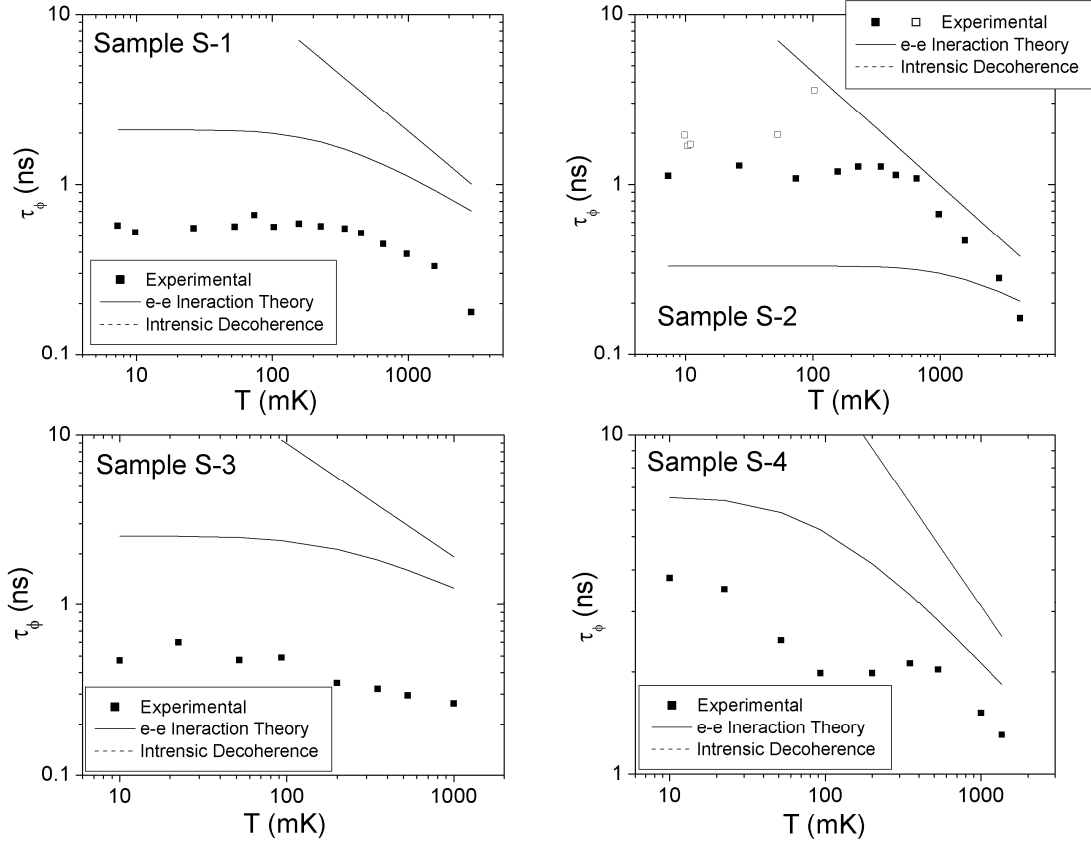 10
Sample S-1
τϕ (ns)
1
Experimental
e-e Ineraction Theory
Intrensic Decoherence
0.1
10 100 1000
T (mK)
10
Experimental
e-e Ineraction Theory
Intrensic Decoherence
τϕ (ns)
1
Sample S-2
0.1
10 100 1000
T (mK)
10
Sample S-3
τϕ (ns)
1
Experimental
e-e Ineraction Theory
Intrensic Decoherence
0.1
10 100 1000
T (mK)
10
Sample S-4
τϕ (ns)
Experimental
e-e Ineraction Theory
Intrensic Decoherence
1
10 100 1000
T (mK)